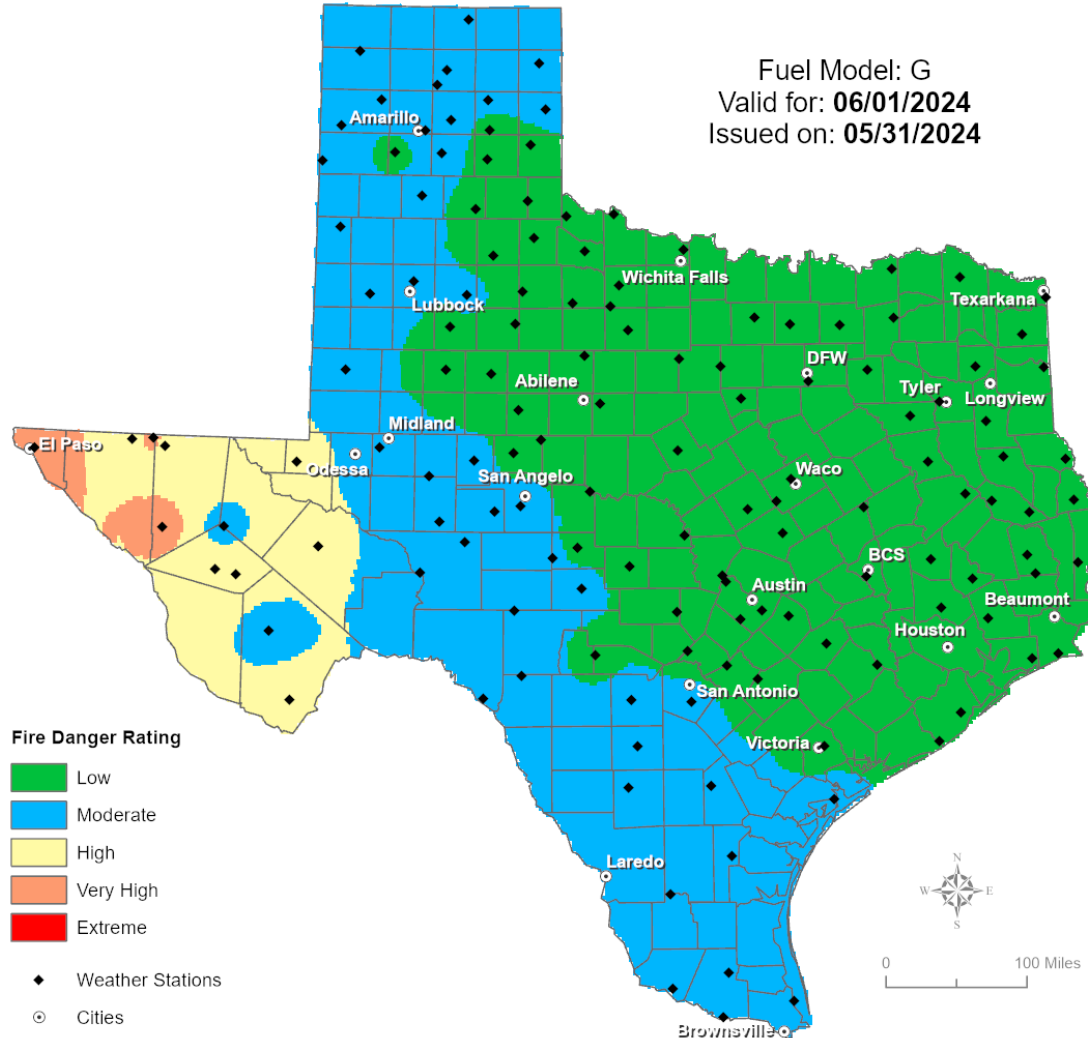 Fuel Model: G
Valid for: 06/01/2024
Issued on: 05/31/2024
Amarillo
Wichita Falls
Lubbock
Texarkana
DFW
Abilene
Tyler
Longview
Midland
El Paso
Odessa
Waco
San Angelo
BCS
Austin
Beaumont
Houston
San Antonio
Victoria
Laredo
Brownsville
Fire Danger Rating
Low
Moderate
High
Very High
Extreme
Weather Stations
Cities
N
W E
S
0 100 Miles